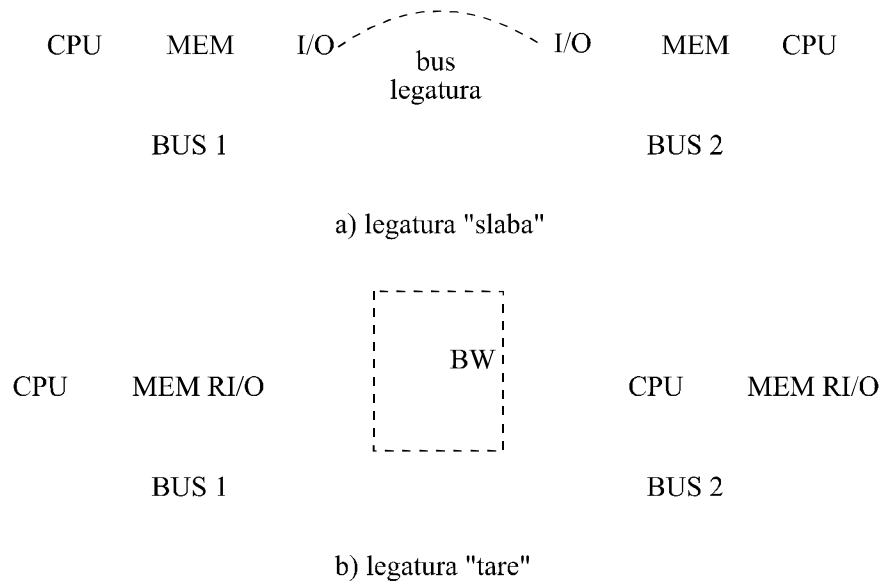 CPU MEM I/O I/O MEM CPU
bus
legatura
BUS 1 BUS 2
a) legatura "slaba"
BW
CPU MEM RI/O CPU MEM RI/O
BUS 1 BUS 2
b) legatura "tare"